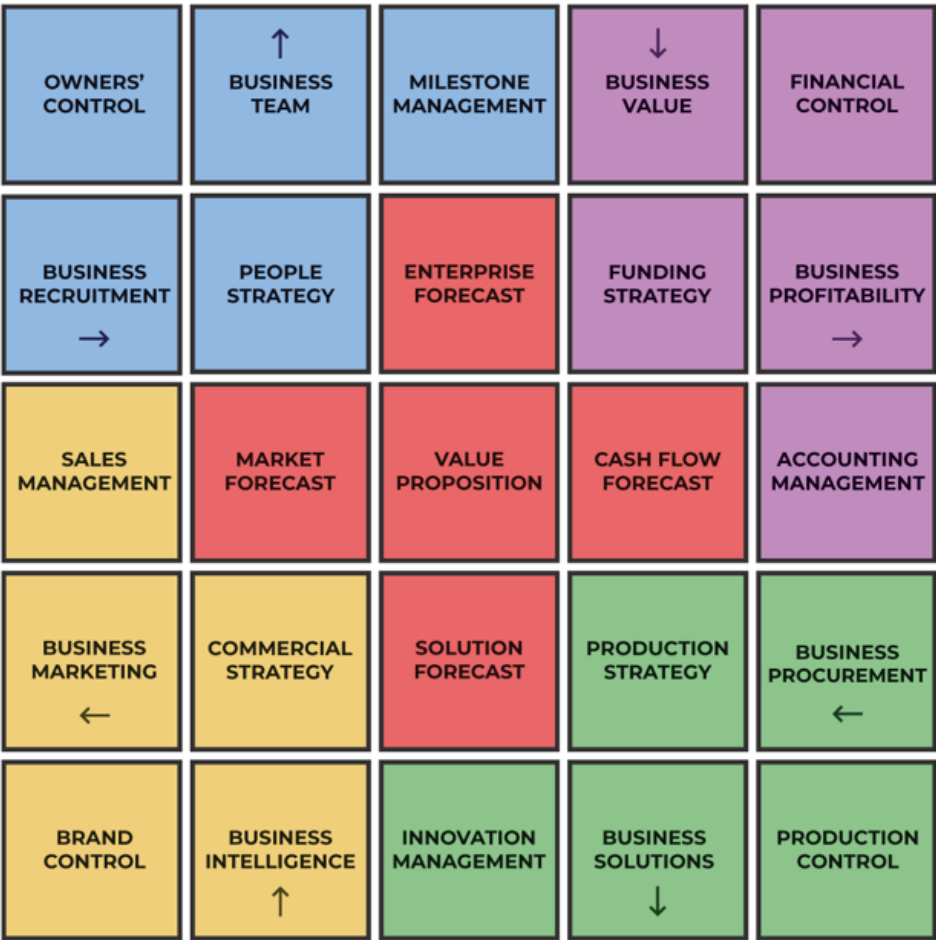 OWNERS'
CONTROL
↑
BUSINESS
TEAM
MILESTONE
MANAGEMENT
↓
BUSINESS
VALUE
FINANCIAL
CONTROL
BUSINESS
RECRUITMENT
→
PEOPLE
STRATEGY
ENTERPRISE
FORECAST
FUNDING
STRATEGY
BUSINESS
PROFITABILITY
→
SALES
MANAGEMENT
MARKET
FORECAST
VALUE
PROPOSITION
CASH FLOW
FORECAST
ACCOUNTING
MANAGEMENT
BUSINESS
MARKETING
←
COMMERCIAL
STRATEGY
SOLUTION
FORECAST
PRODUCTION
STRATEGY
BUSINESS
PROCUREMENT
←
BRAND
CONTROL
BUSINESS
INTELLIGENCE
↑
INNOVATION
MANAGEMENT
BUSINESS
SOLUTIONS
↓
PRODUCTION
CONTROL